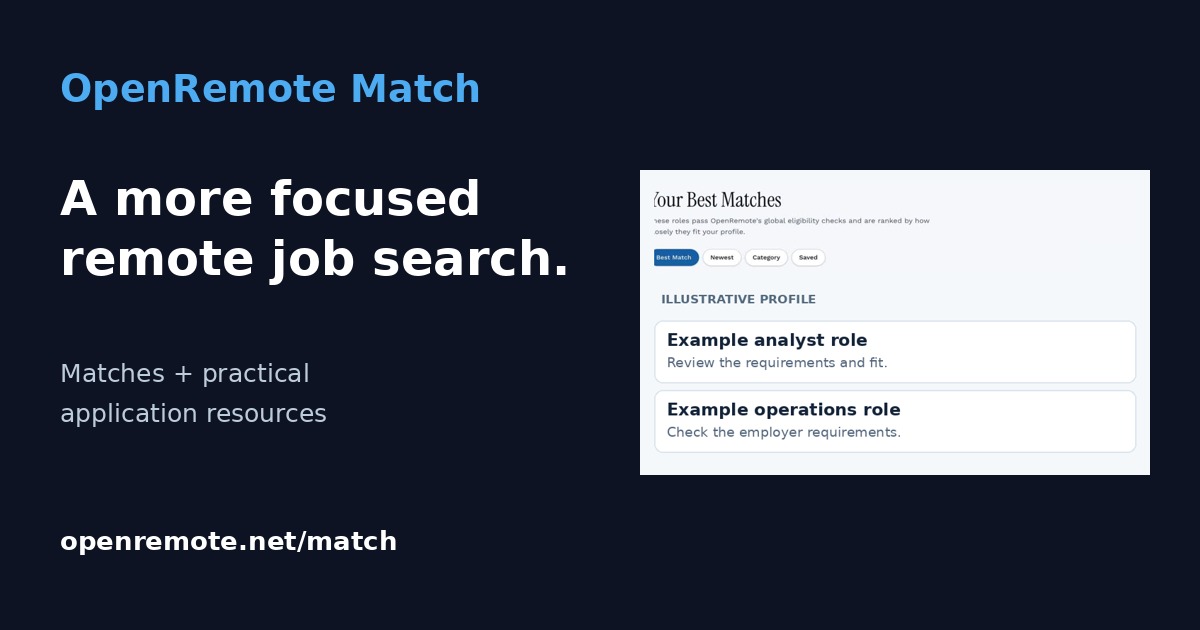 OpenRemote Match
A more focused
remote job search.
Matches + practical
application resources
openremote.net/match
Your Best Matches
hese roles pass OpenRemote's global eligibility checks and are ranked by how
osely they fit your profile.
Best Match Newest Category Saved
ILLUSTRATIVE PROFILE
Example analyst role
Review the requirements and fit.
Example operations role
Check the employer requirements.